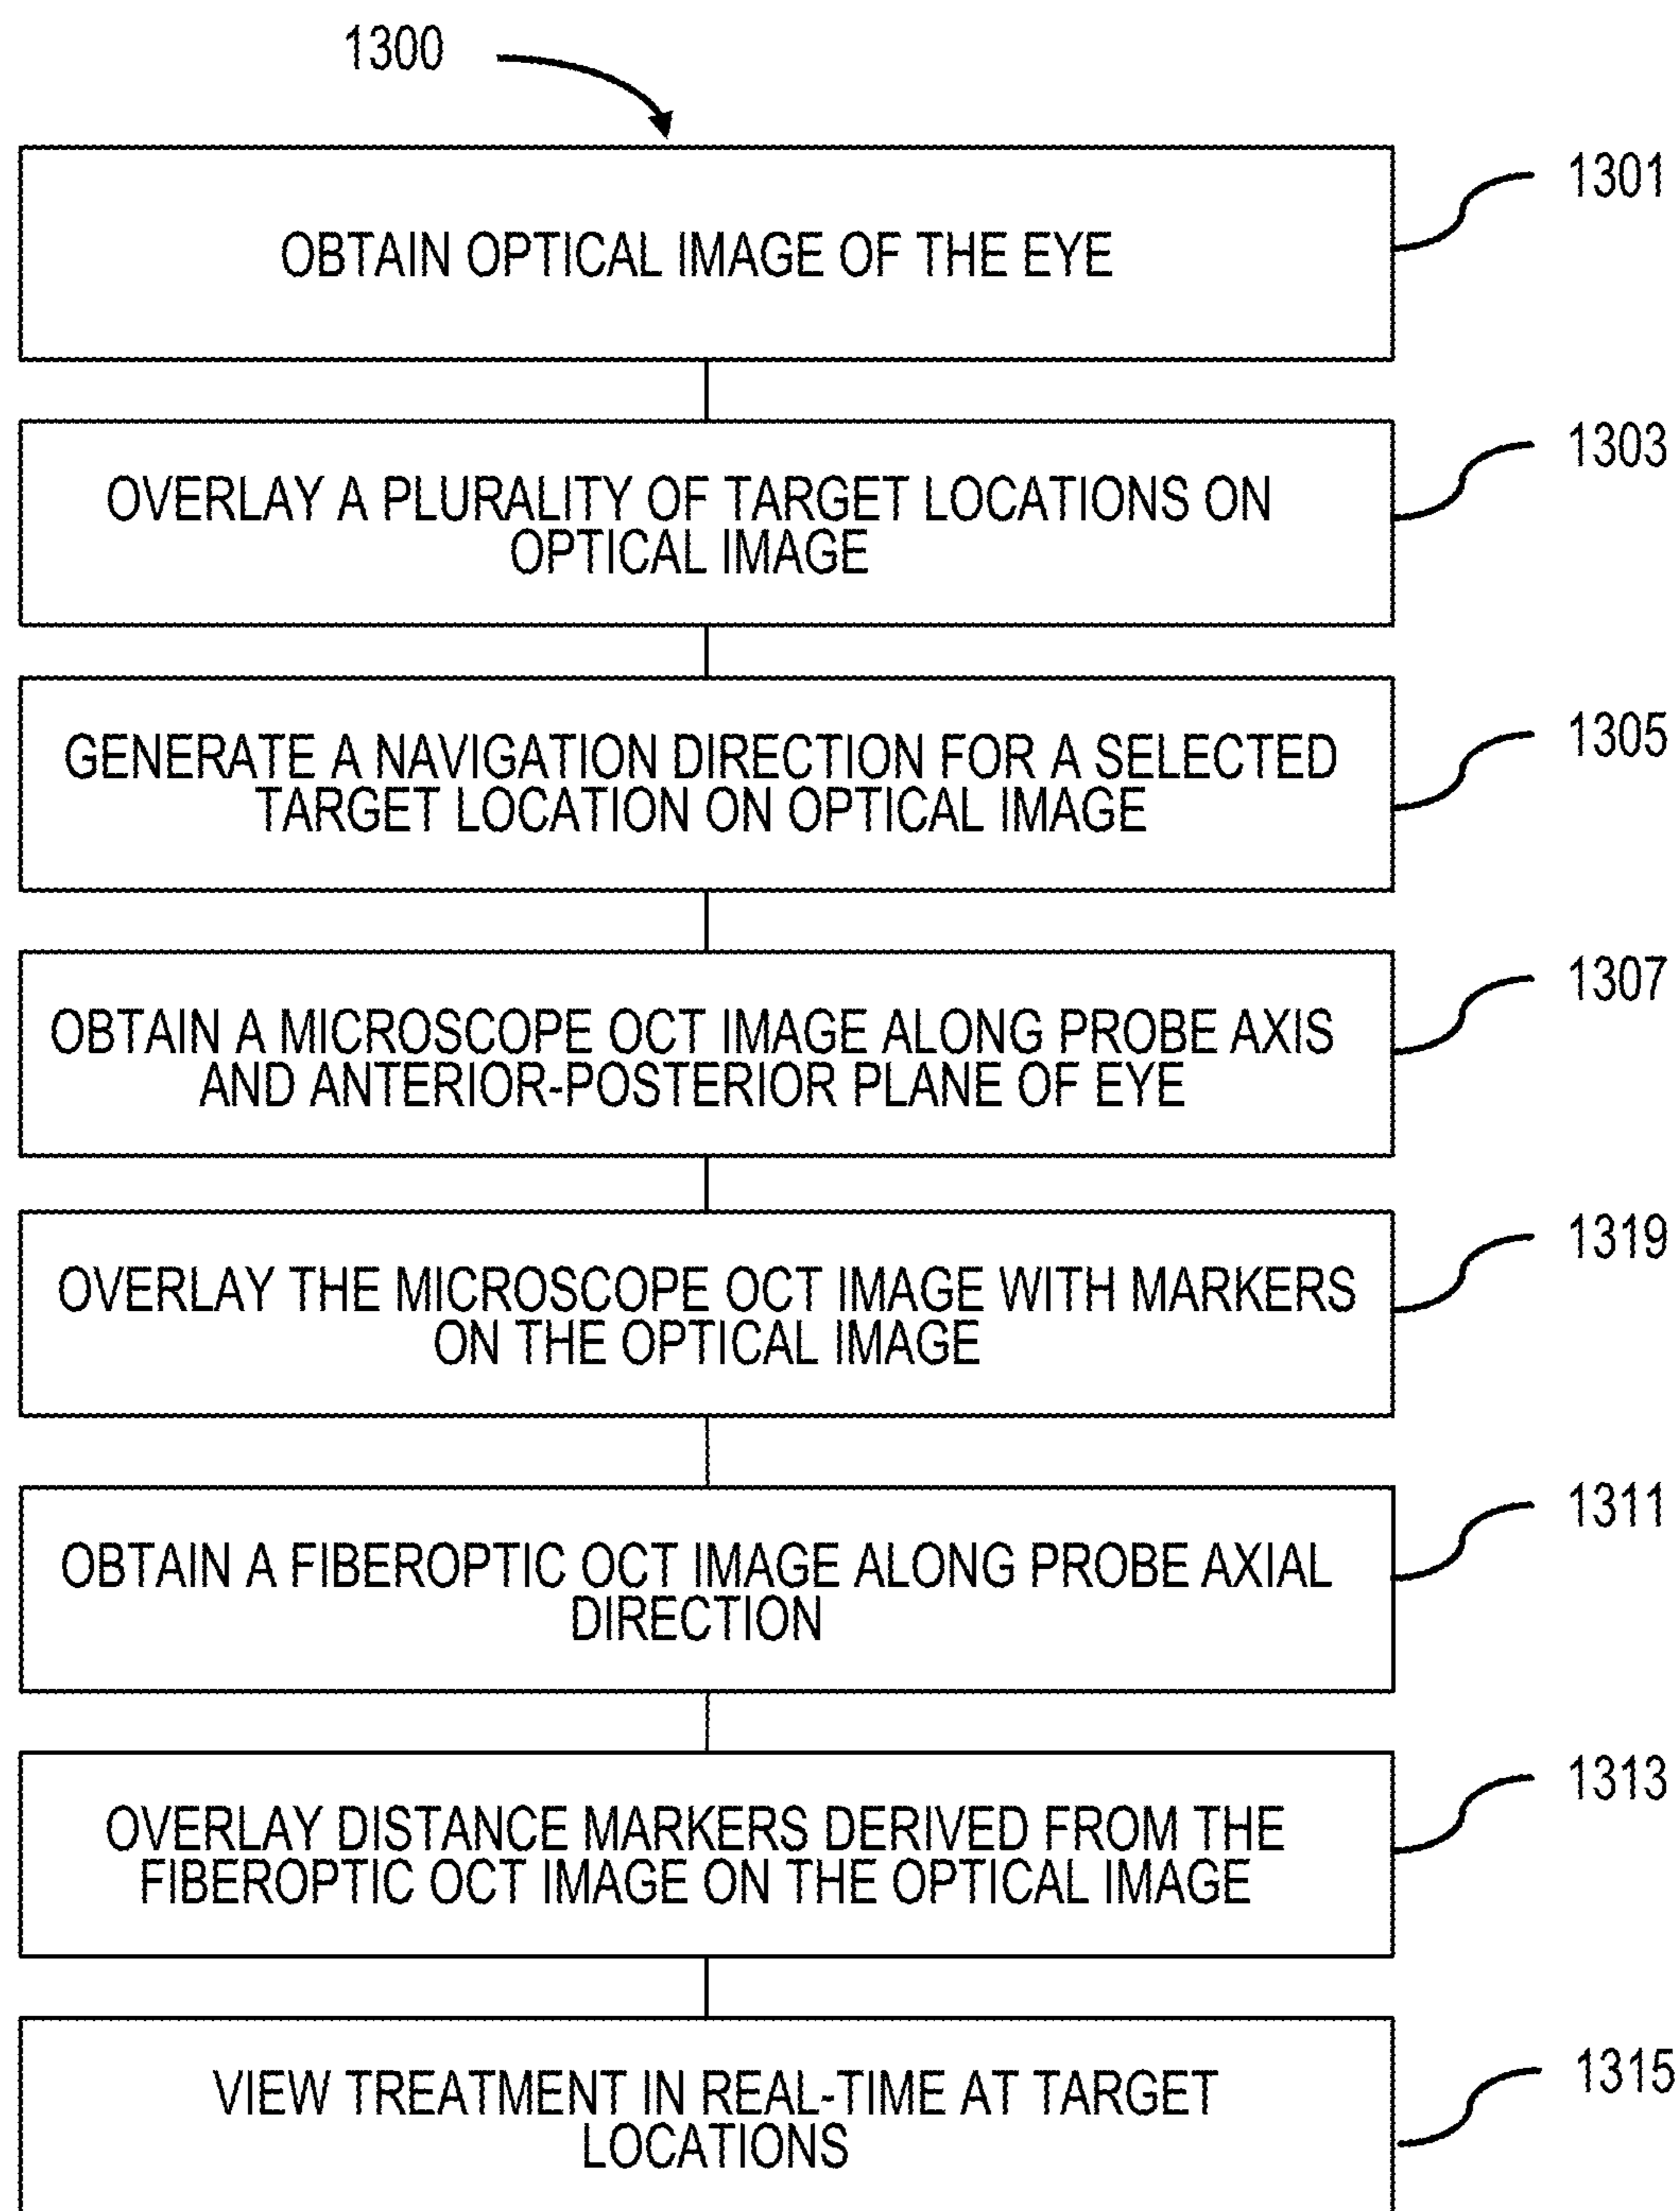 1300
OBTAIN OPTICAL IMAGE OF THE EYE
1301
OVERLAY A PLURALITY OF TARGET LOCATIONS ON
OPTICAL IMAGE
1303
GENERATE A NAVIGATION DIRECTION FOR A SELECTED
TARGET LOCATION ON OPTICAL IMAGE
1305
OBTAIN A MICROSCOPE OCT IMAGE ALONG PROBE AXIS
AND ANTERIOR-POSTERIOR PLANE OF EYE
1307
OVERLAY THE MICROSCOPE OCT IMAGE WITH MARKERS
ON THE OPTICAL IMAGE
1319
OBTAIN A FIBEROPTIC OCT IMAGE ALONG PROBE AXIAL
DIRECTION
1311
OVERLAY DISTANCE MARKERS DERIVED FROM THE
FIBEROPTIC OCT IMAGE ON THE OPTICAL IMAGE
1313
VIEW TREATMENT IN REAL-TIME AT TARGET
LOCATIONS
1315